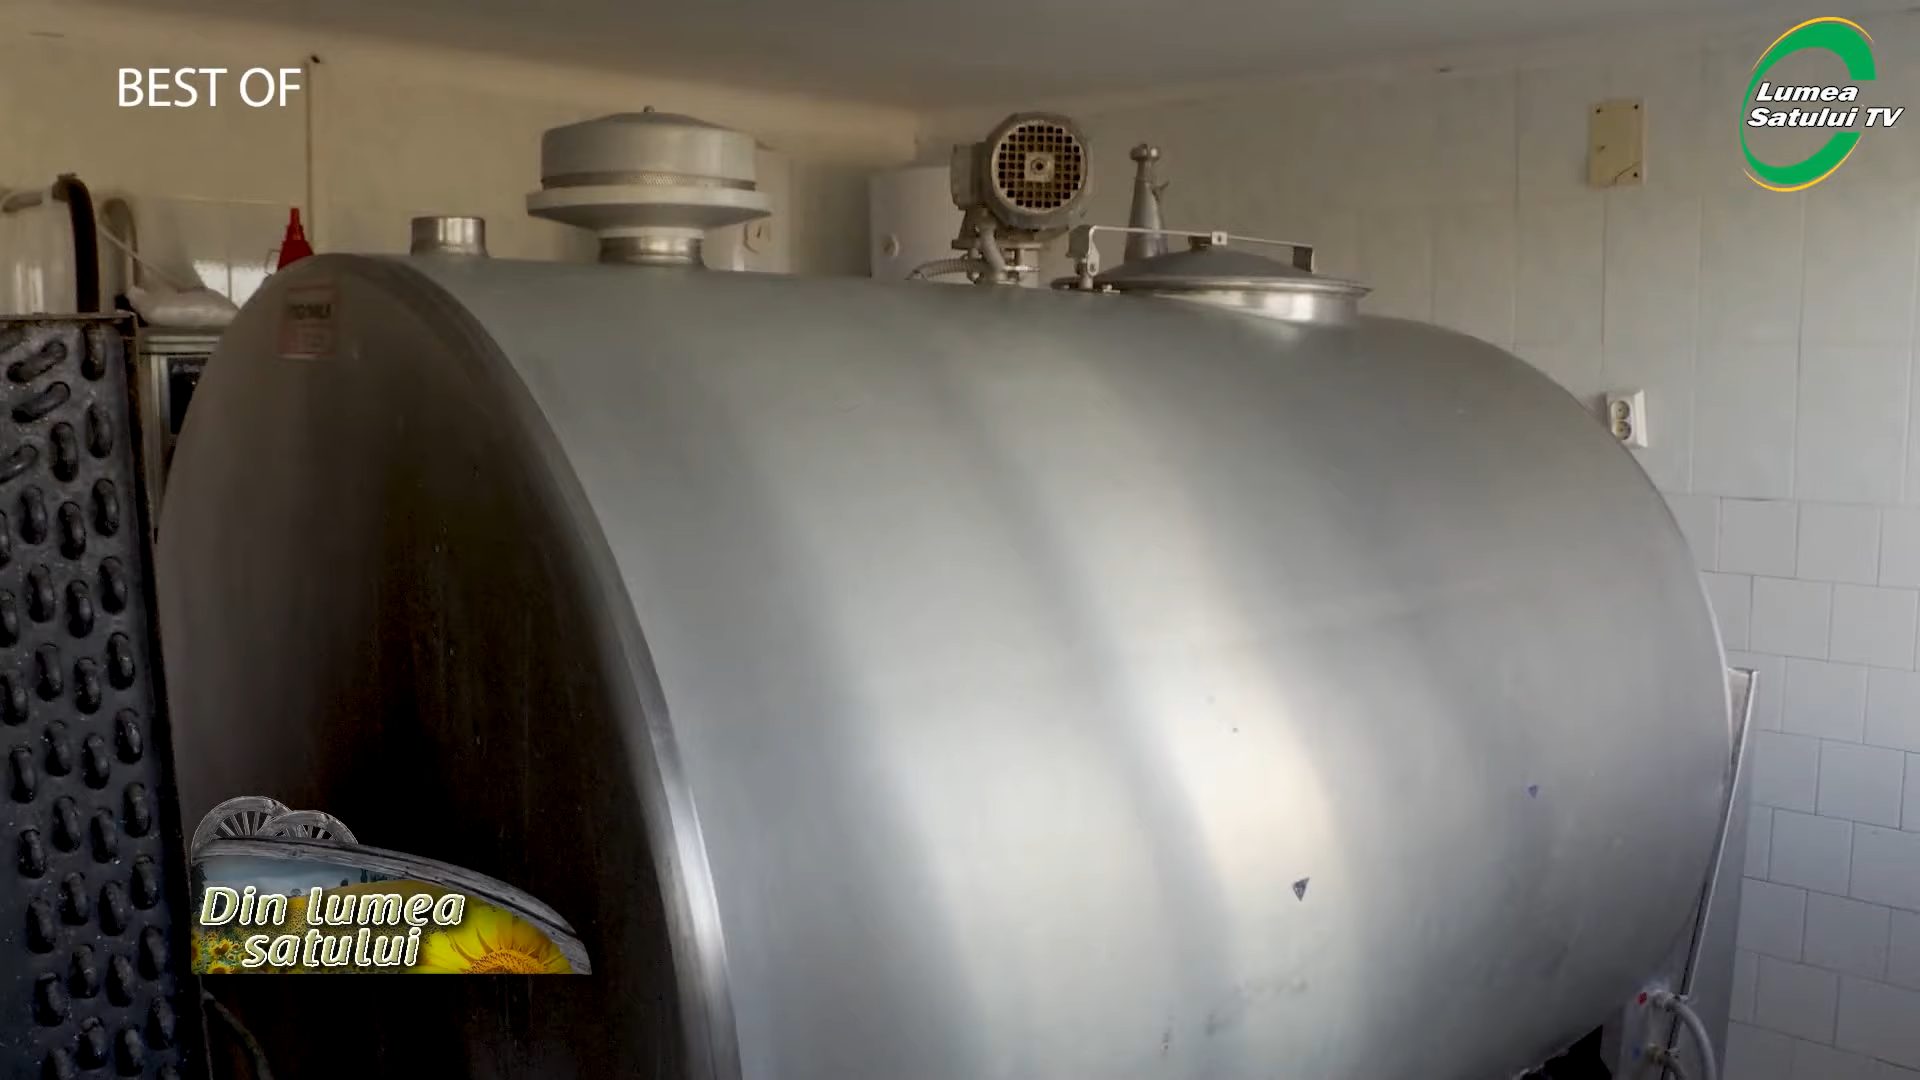 BEST OF
Lumea
Satului TV
Din lumea
satului